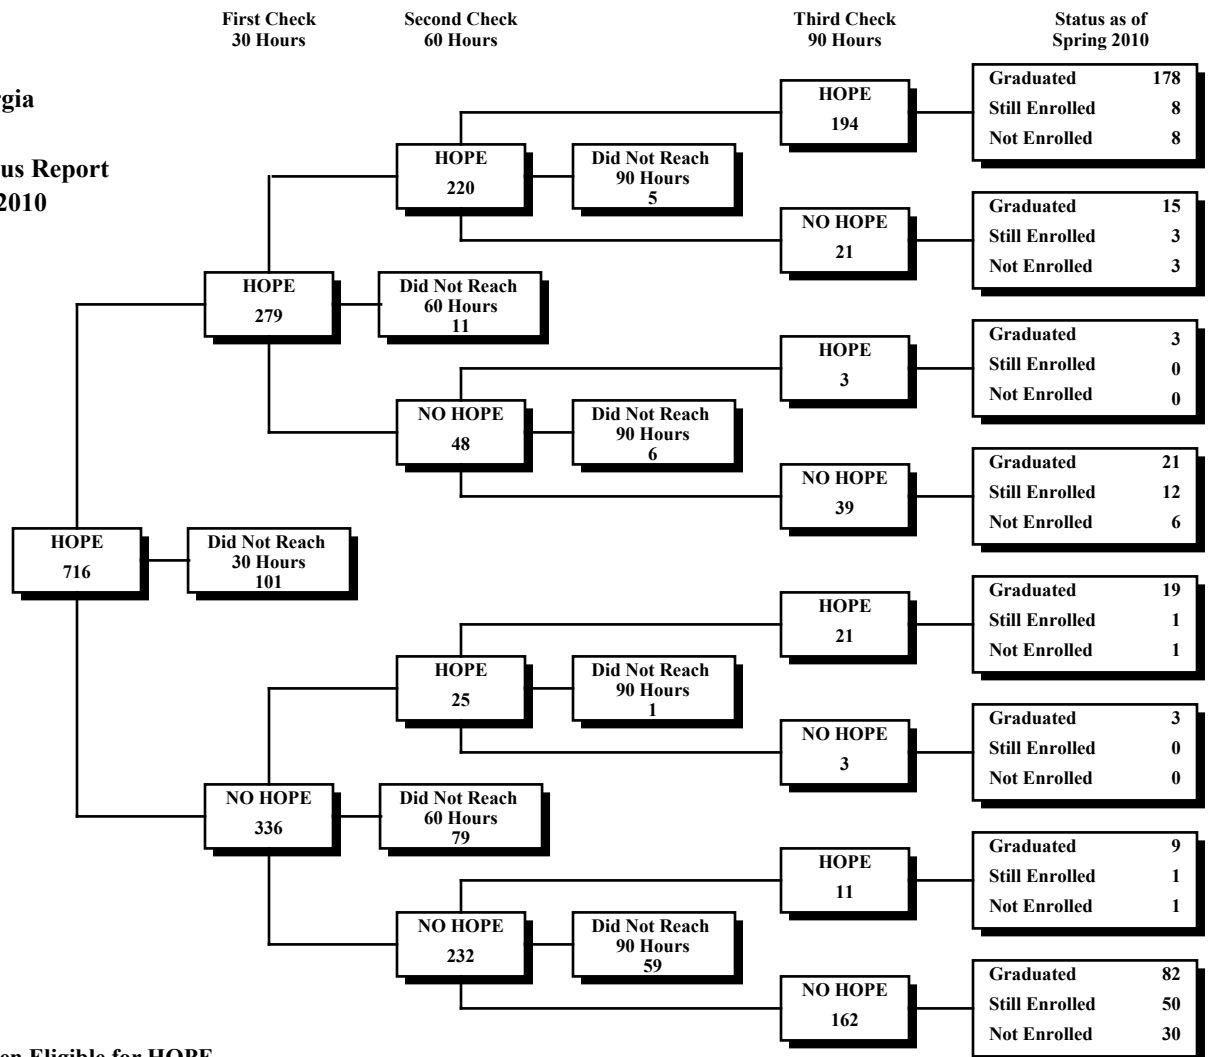 First Check
30 Hours
Second Check
60 Hours
Third Check
90 Hours
Status as of
Spring 2010
rgia
us Report
2010
HOPE
716
Did Not Reach
30 Hours
101
HOPE
279
Did Not Reach
60 Hours
11
NO HOPE
336
Did Not Reach
60 Hours
79
HOPE
220
Did Not Reach
90 Hours
5
NO HOPE
48
Did Not Reach
90 Hours
6
HOPE
25
Did Not Reach
90 Hours
1
NO HOPE
232
Did Not Reach
90 Hours
59
HOPE
194
NO HOPE
21
HOPE
3
NO HOPE
39
HOPE
21
NO HOPE
3
HOPE
11
NO HOPE
162
Graduated 178
Still Enrolled 8
Not Enrolled 8
Graduated 15
Still Enrolled 3
Not Enrolled 3
Graduated 3
Still Enrolled 0
Not Enrolled 0
Graduated 21
Still Enrolled 12
Not Enrolled 6
Graduated 19
Still Enrolled 1
Not Enrolled 1
Graduated 3
Still Enrolled 0
Not Enrolled 0
Graduated 9
Still Enrolled 1
Not Enrolled 1
Graduated 82
Still Enrolled 50
Not Enrolled 30
en Eligible for HOPE